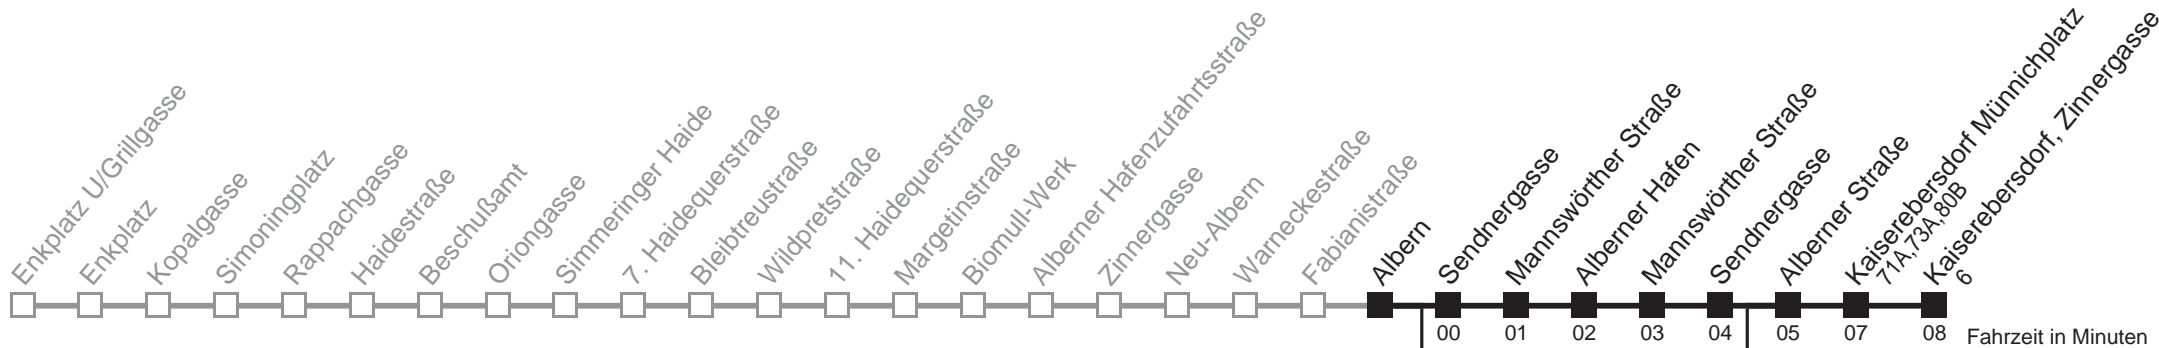 Enkplatz U/Grillgasse
Enkplatz
Kopalgasse
Simoningplatz
Rappachgasse
Haidestraße
Beschußamt
Oriongasse
Simmeringer Haide
7. Haidequerstraße
Bleibtreustraße
Wildpretstraße
11. Haidequerstraße
Margetinstraße
Biomull-Werk
Alberner Hafenzufahrtsstraße
Zinnergasse
Neu-Albern
Warneckestraße
Fabianistraße
Albern
Sendnergasse
Mannswörther Straße
Alberner Hafen
Mannswörther Straße
Sendnergasse
Alberner Straße
Kaiserebersdorf Münnichplatz
71A,73A,80B
Kaiserebersdorf, Zinnergasse
6
00 01 02 03 04 05 07 08 Fahrzeit in Minuten